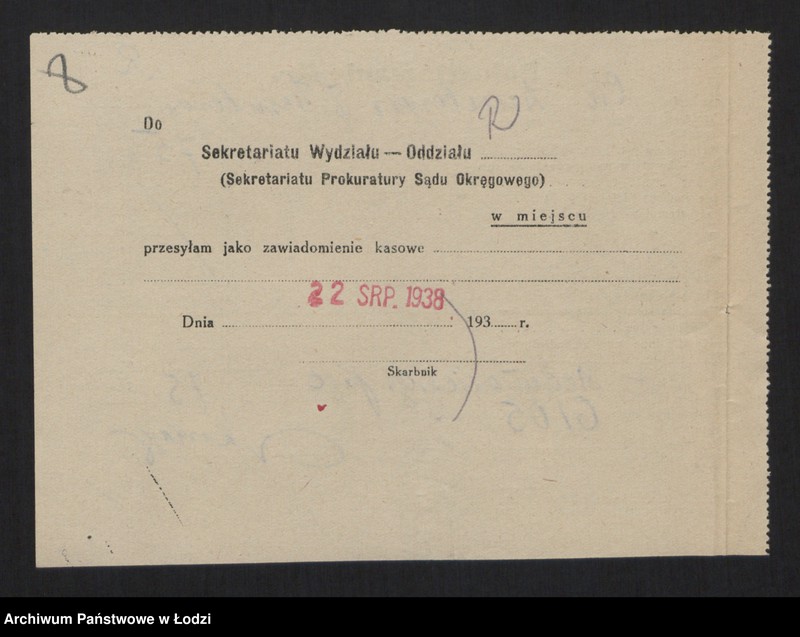 8
Do
R
Sekretariatu Wydziału — Oddziału
(Sekretariatu Prokuratury Sądu Okręgowego)
w miejscu
przesyłam jako zawiadomienie kasowe
22 SRP. 1938
Dnia 193 r.
Skarbnik
Archiwum Państwowe w Łodzi